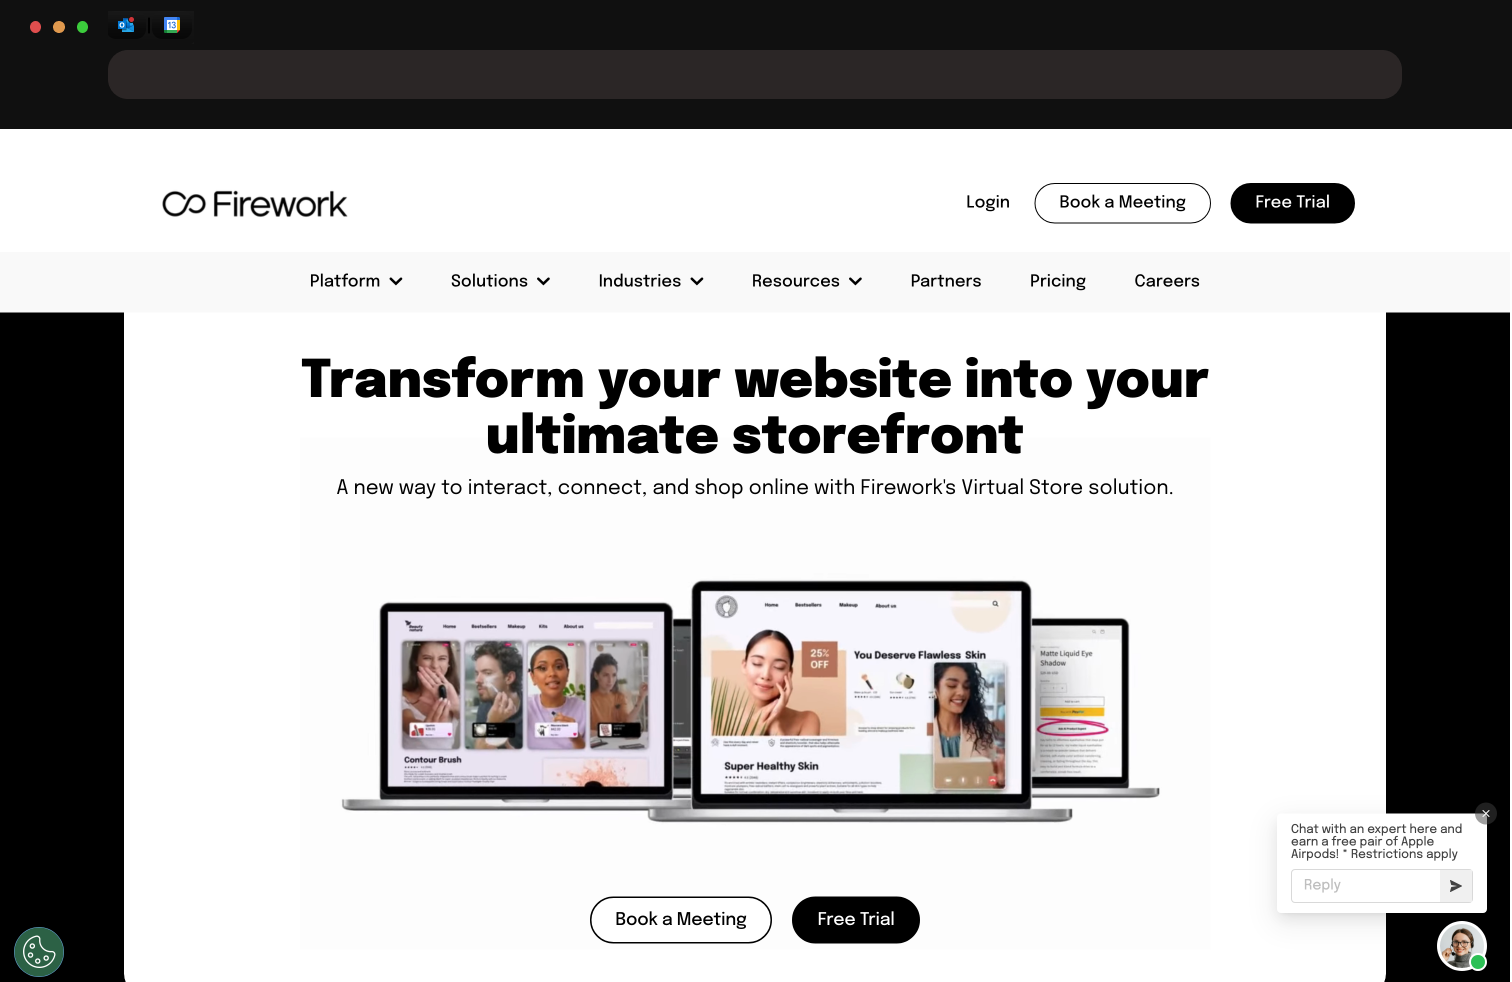 13
Firework
Login
Book a Meeting
Free Trial
Platform
Solutions
Industries
Resources
Partners
Pricing
Careers
Transform your website into your
ultimate storefront
A new way to interact, connect, and shop online with Firework's Virtual Store solution.
Home
Bestsellers
Makeup
Kits
About us
Contour Brush
Home
Bestsellers
Makeup
About us
25%
OFF
You Deserve Flawless Skin
Super Healthy Skin
Matte Liquid Eye
Shadow
Book a Meeting
Free Trial
Chat with an expert here and
earn a free pair of Apple
Airpods! * Restrictions apply
Reply